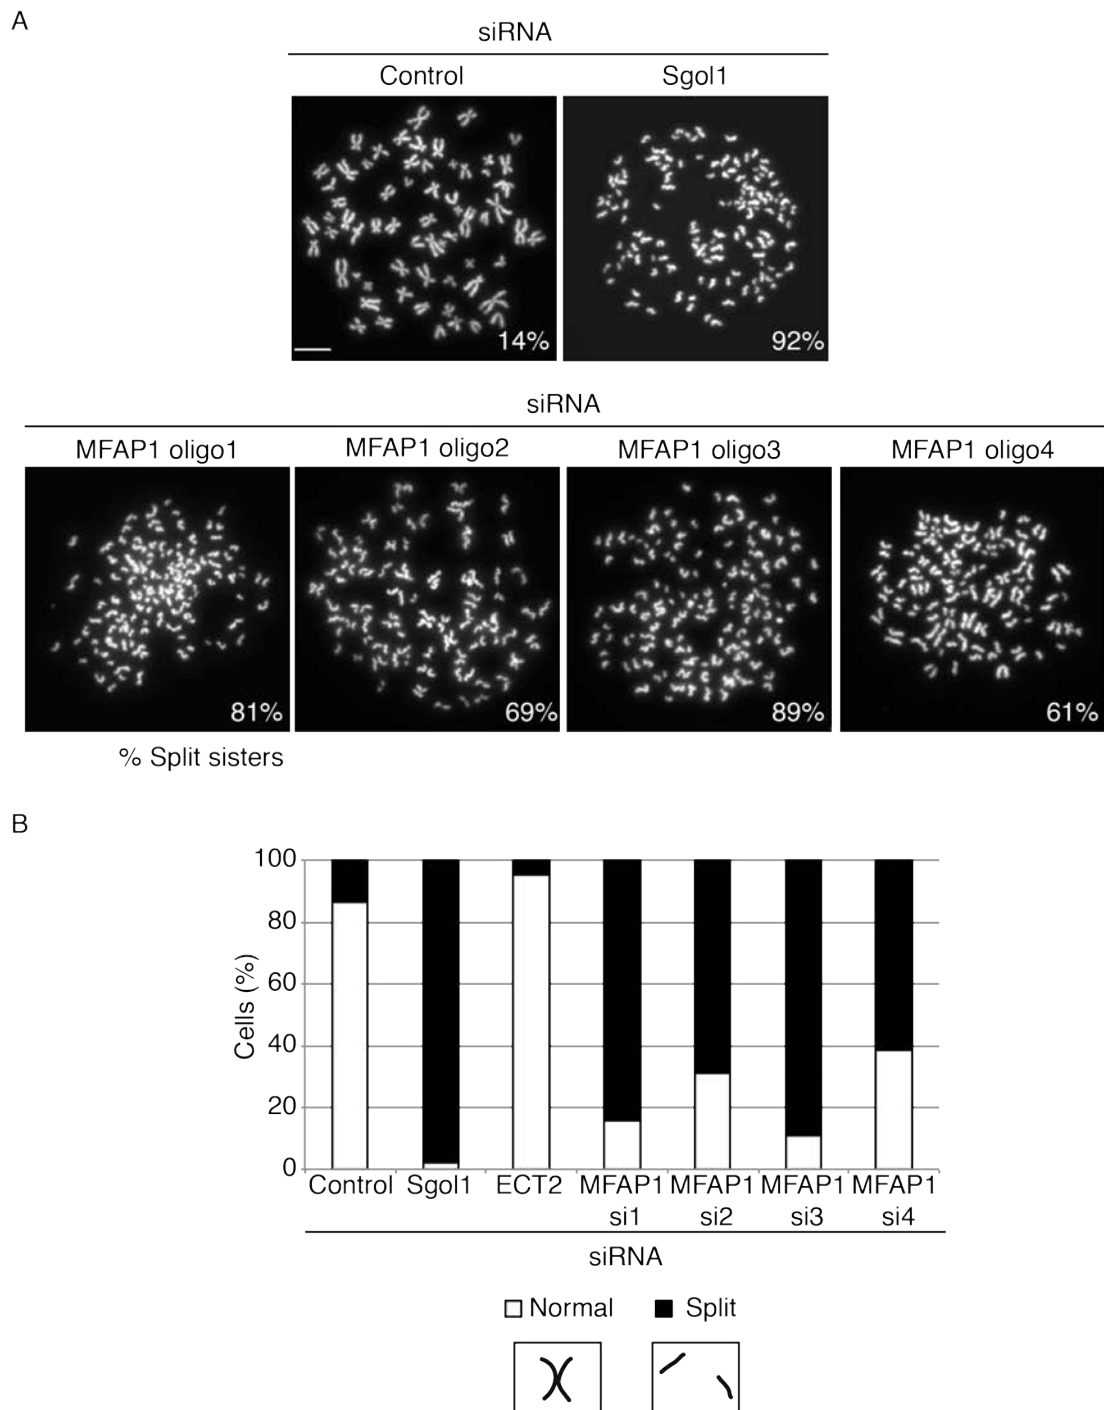 A
siRNA
Control Sgol1
14% 92%
siRNA
MFAP1 oligo1 MFAP1 oligo2 MFAP1 oligo3 MFAP1 oligo4
81% 69% 89% 61%
% Split sisters
B
100
80
60
40
20
0
Cells (%)
Control Sgol1 ECT2 MFAP1 MFAP1 MFAP1 MFAP1
si1 si2 si3 si4
siRNA
Normal Split